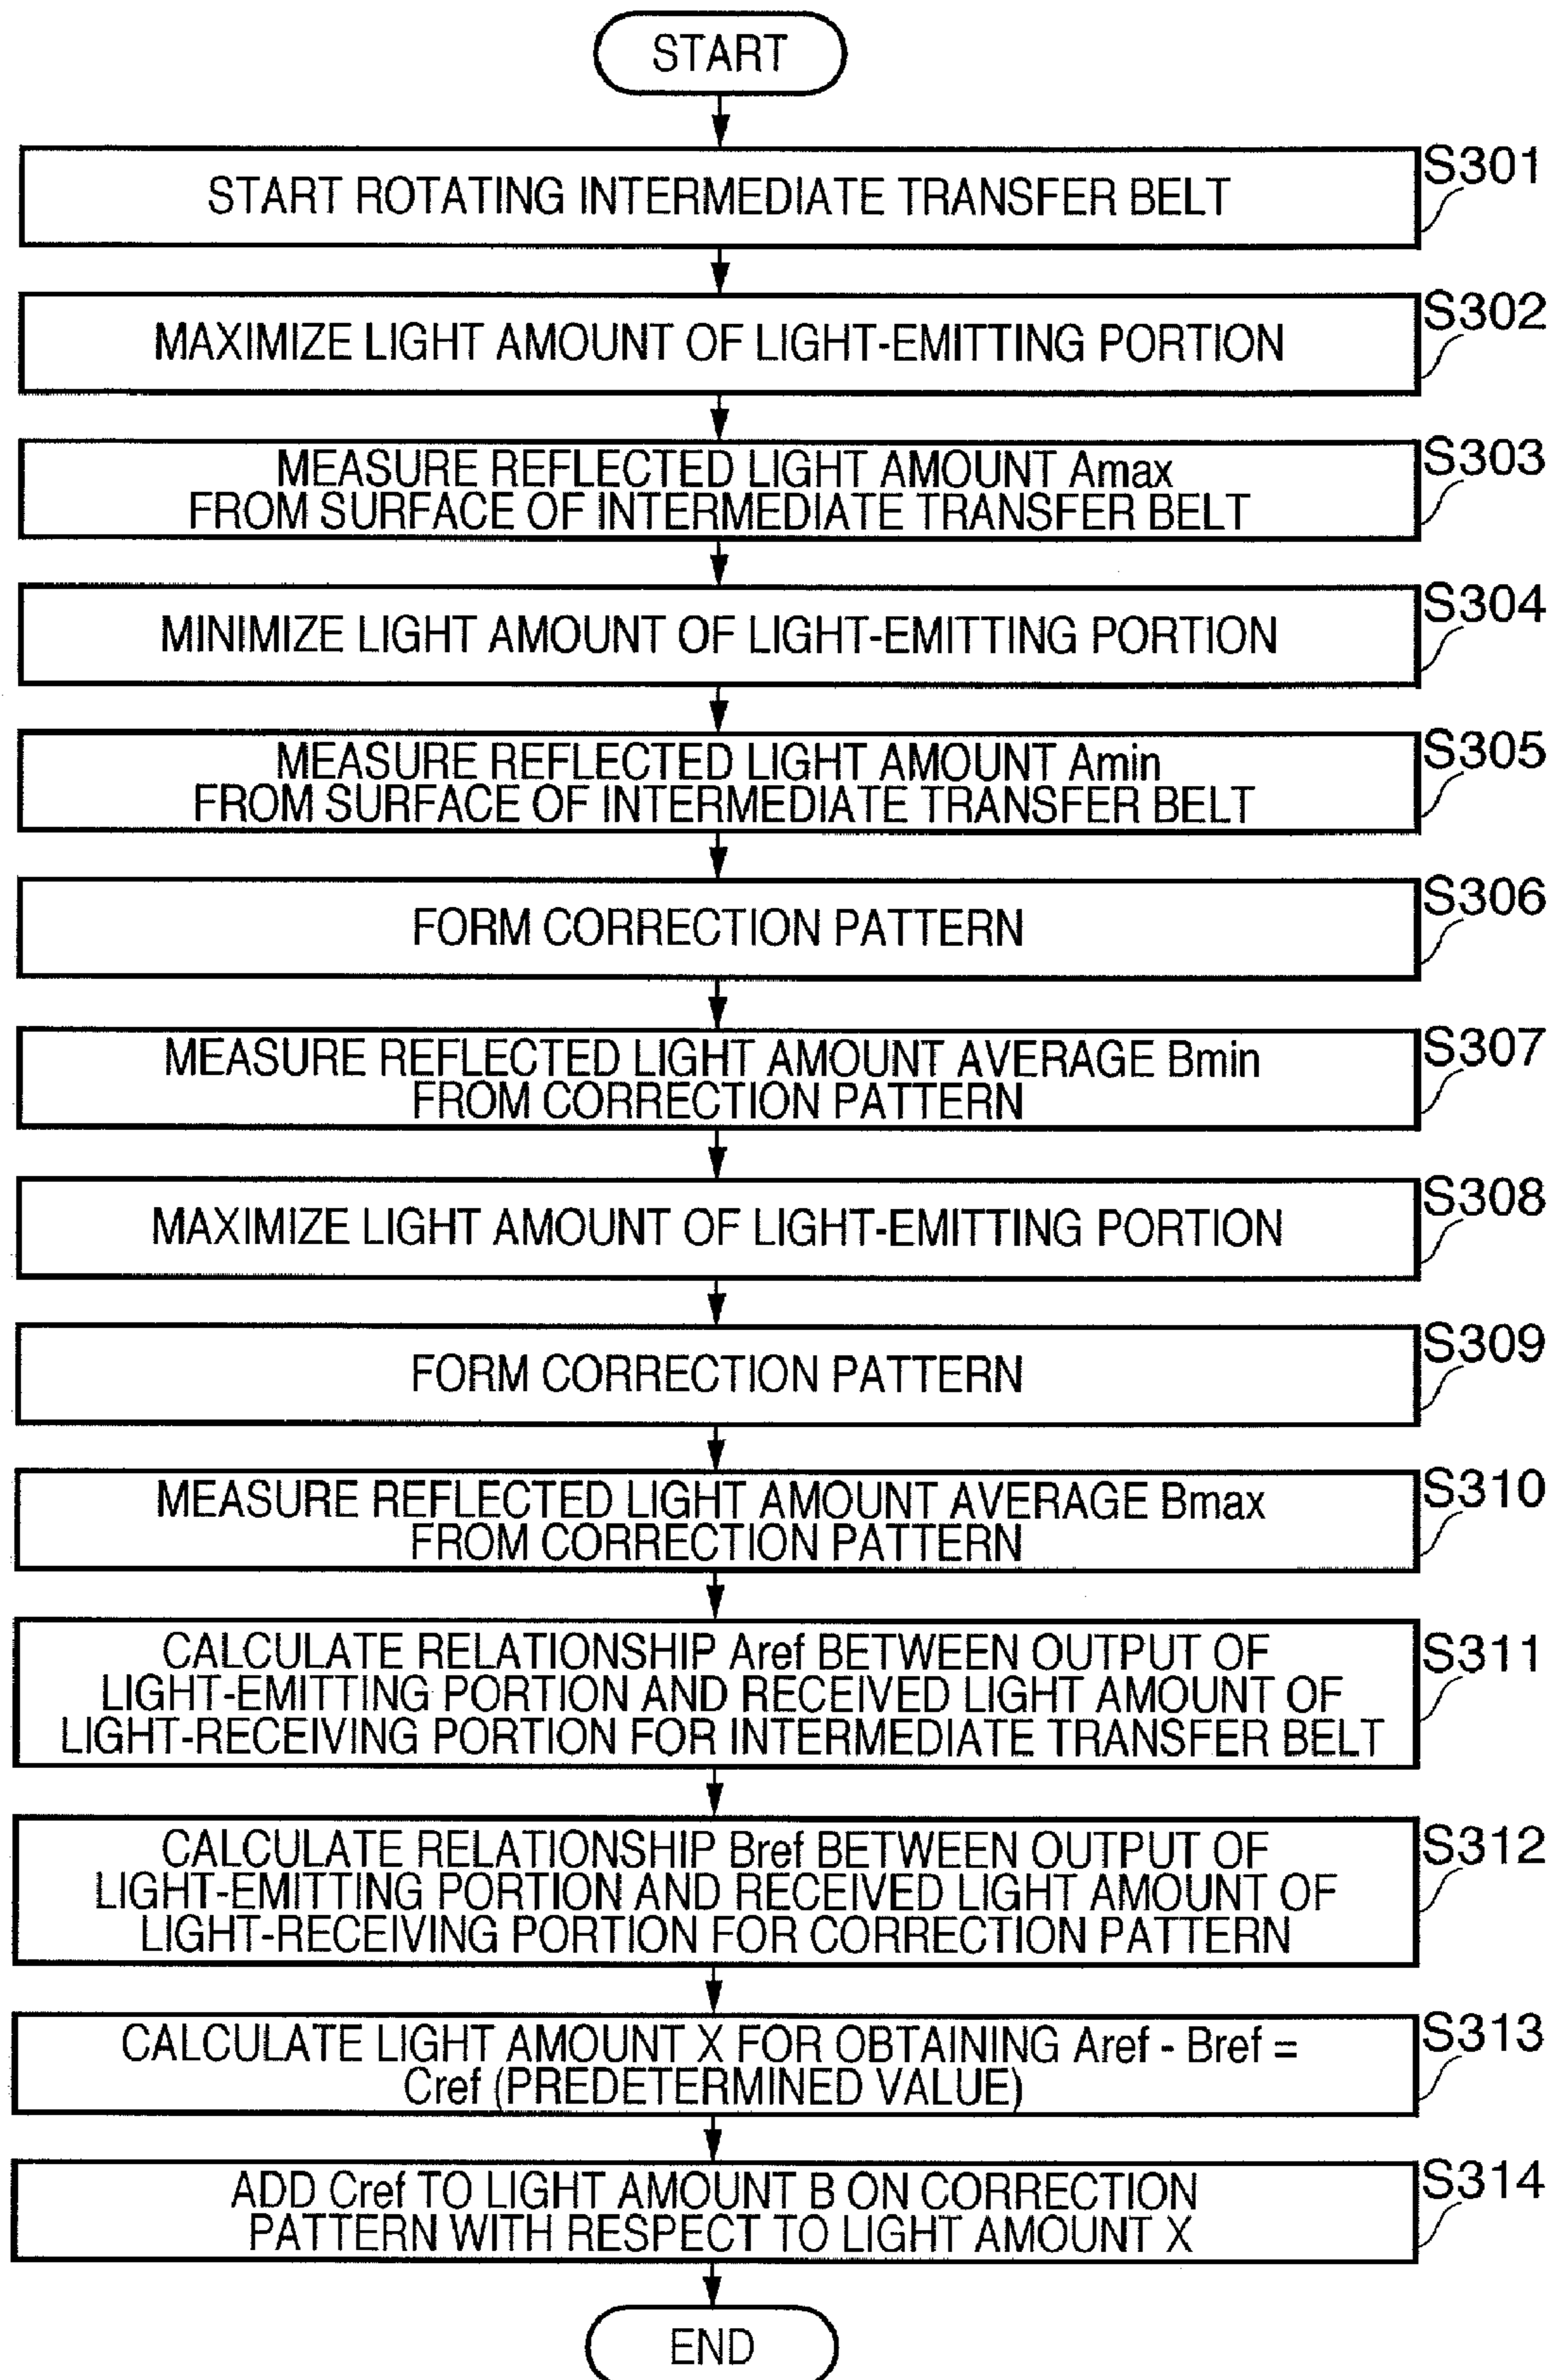 START
START ROTATING INTERMEDIATE TRANSFER BELT
S301
MAXIMIZE LIGHT AMOUNT OF LIGHT-EMITTING PORTION
S302
MEASURE REFLECTED LIGHT AMOUNT Amax
FROM SURFACE OF INTERMEDIATE TRANSFER BELT
S303
MINIMIZE LIGHT AMOUNT OF LIGHT-EMITTING PORTION
S304
MEASURE REFLECTED LIGHT AMOUNT Amin
FROM SURFACE OF INTERMEDIATE TRANSFER BELT
S305
FORM CORRECTION PATTERN
S306
MEASURE REFLECTED LIGHT AMOUNT AVERAGE Bmin
FROM CORRECTION PATTERN
S307
MAXIMIZE LIGHT AMOUNT OF LIGHT-EMITTING PORTION
S308
FORM CORRECTION PATTERN
S309
MEASURE REFLECTED LIGHT AMOUNT AVERAGE Bmax
FROM CORRECTION PATTERN
S310
CALCULATE RELATIONSHIP Aref BETWEEN OUTPUT OF
LIGHT-EMITTING PORTION AND RECEIVED LIGHT AMOUNT OF
LIGHT-RECEIVING PORTION FOR INTERMEDIATE TRANSFER BELT
S311
CALCULATE RELATIONSHIP Bref BETWEEN OUTPUT OF
LIGHT-EMITTING PORTION AND RECEIVED LIGHT AMOUNT OF
LIGHT-RECEIVING PORTION FOR CORRECTION PATTERN
S312
CALCULATE LIGHT AMOUNT X FOR OBTAINING Aref - Bref =
Cref (PREDETERMINED VALUE)
S313
ADD Cref TO LIGHT AMOUNT B ON CORRECTION
PATTERN WITH RESPECT TO LIGHT AMOUNT X
S314
END